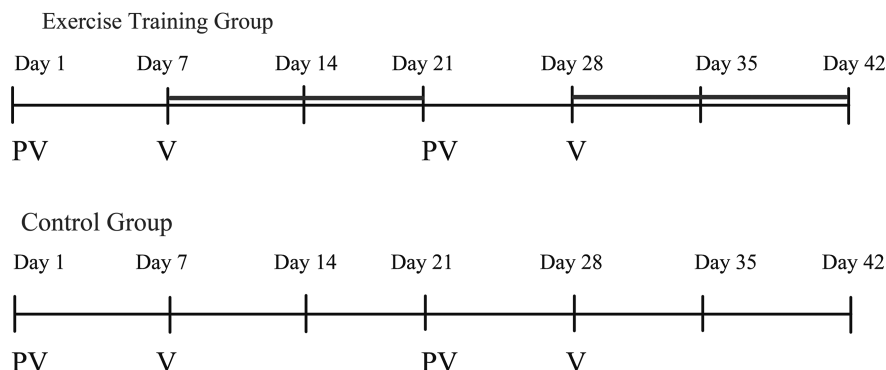 Exercise Training Group
Day 1 Day 7 Day 14 Day 21 Day 28 Day 35 Day 42
PV V PV V
Control Group
Day 1 Day 7 Day 14 Day 21 Day 28 Day 35 Day 42
PV V PV V